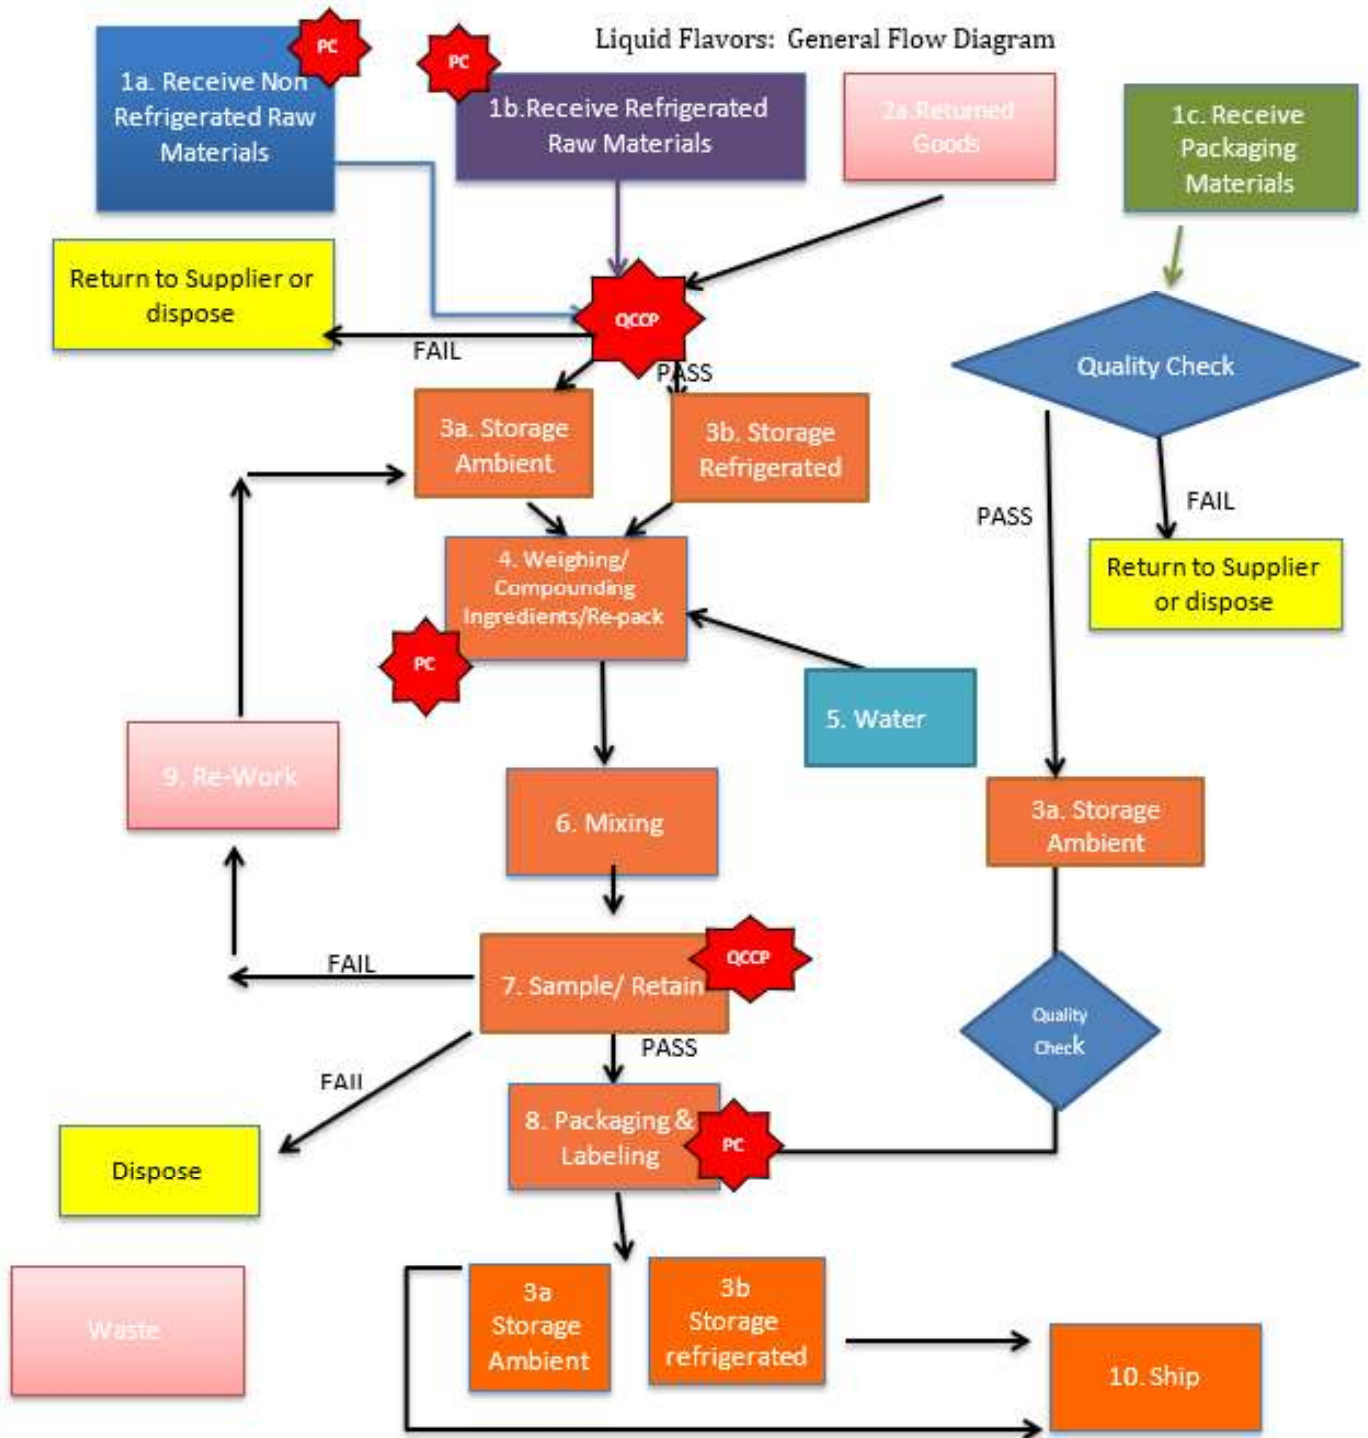 Liquid Flavors:  General Flow Diagram
PC
1a. Receive Non
Refrigerated Raw
Materials
PC
1b.Receive Refrigerated
Raw Materials
2a.Returned
Goods
1c. Receive
Packaging
Materials
Return to Supplier or
dispose
QCCP
FAIL
PASS
Quality Check
3a. Storage
Ambient
3b. Storage
Refrigerated
PASS
FAIL
4. Weighing/
Compounding
Ingredients/Re-pack
Return to Supplier
or dispose
PC
5. Water
9. Re-Work
6. Mixing
3a. Storage
Ambient
QCCP
FAIL
7. Sample/ Retain
Quality
Check
PASS
FAIL
8. Packaging &
Labeling
PC
Dispose
3a
Storage
Ambient
3b
Storage
refrigerated
Waste
10. Ship